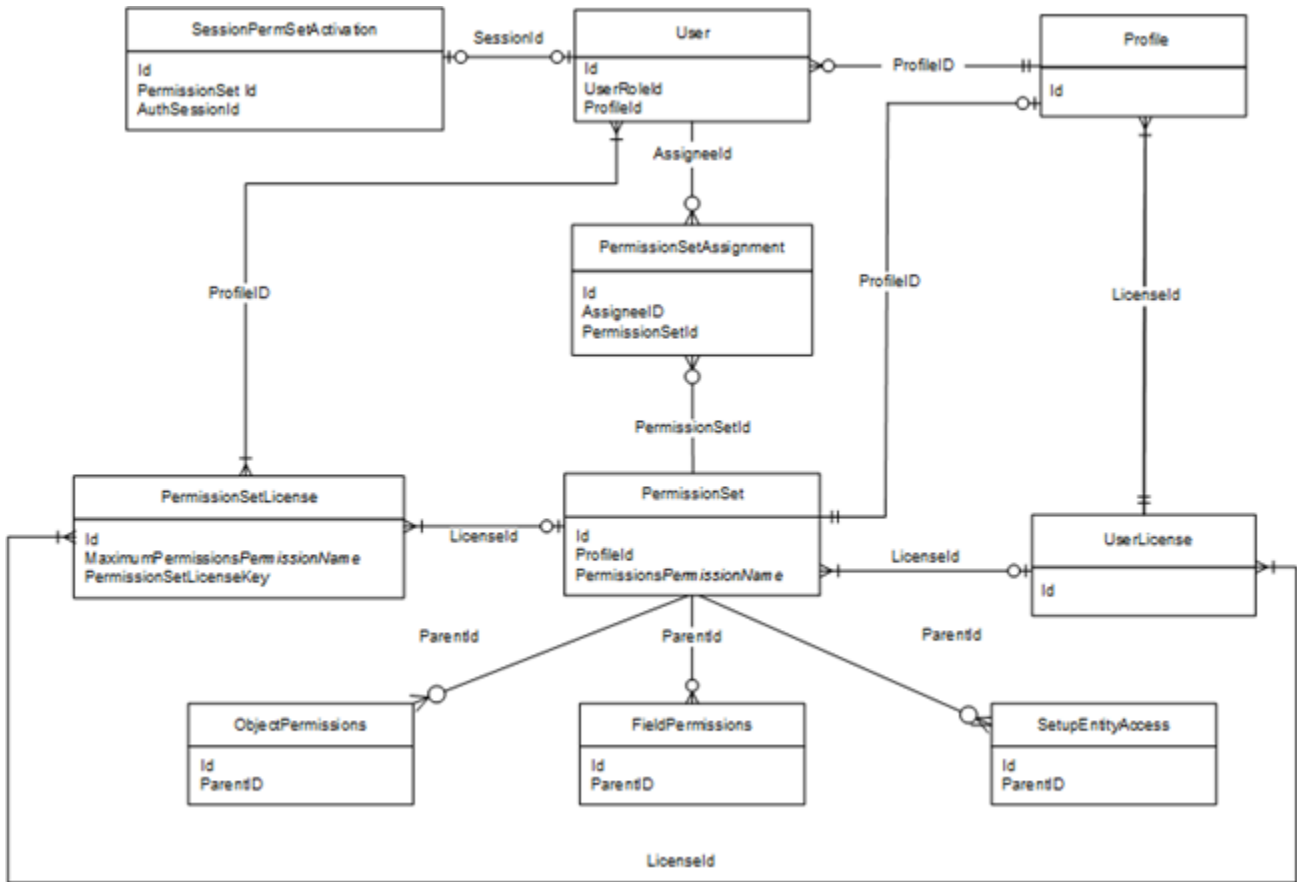 SessionPermSetActivation
Id
PermissionSet Id
AuthSessionId
SessionId
User
Id
UserRoleId
ProfileId
ProfileID
Profile
Id
AssigneeId
PermissionSetAssignment
Id
AssigneeID
PermissionSetId
ProfileID
ProfileID
LicenseId
PermissionSetId
PermissionSetLicense
Id
MaximumPermissionsPermissionName
PermissionSetLicenseKey
LicenseId
PermissionSet
Id
ProfileId
PermissionsPermissionName
LicenseId
UserLicense
Id
ParentId
ParentId
ParentId
ObjectPermissions
Id
ParentID
FieldPermissions
Id
ParentID
SetupEntityAccess
Id
ParentID
LicenseId